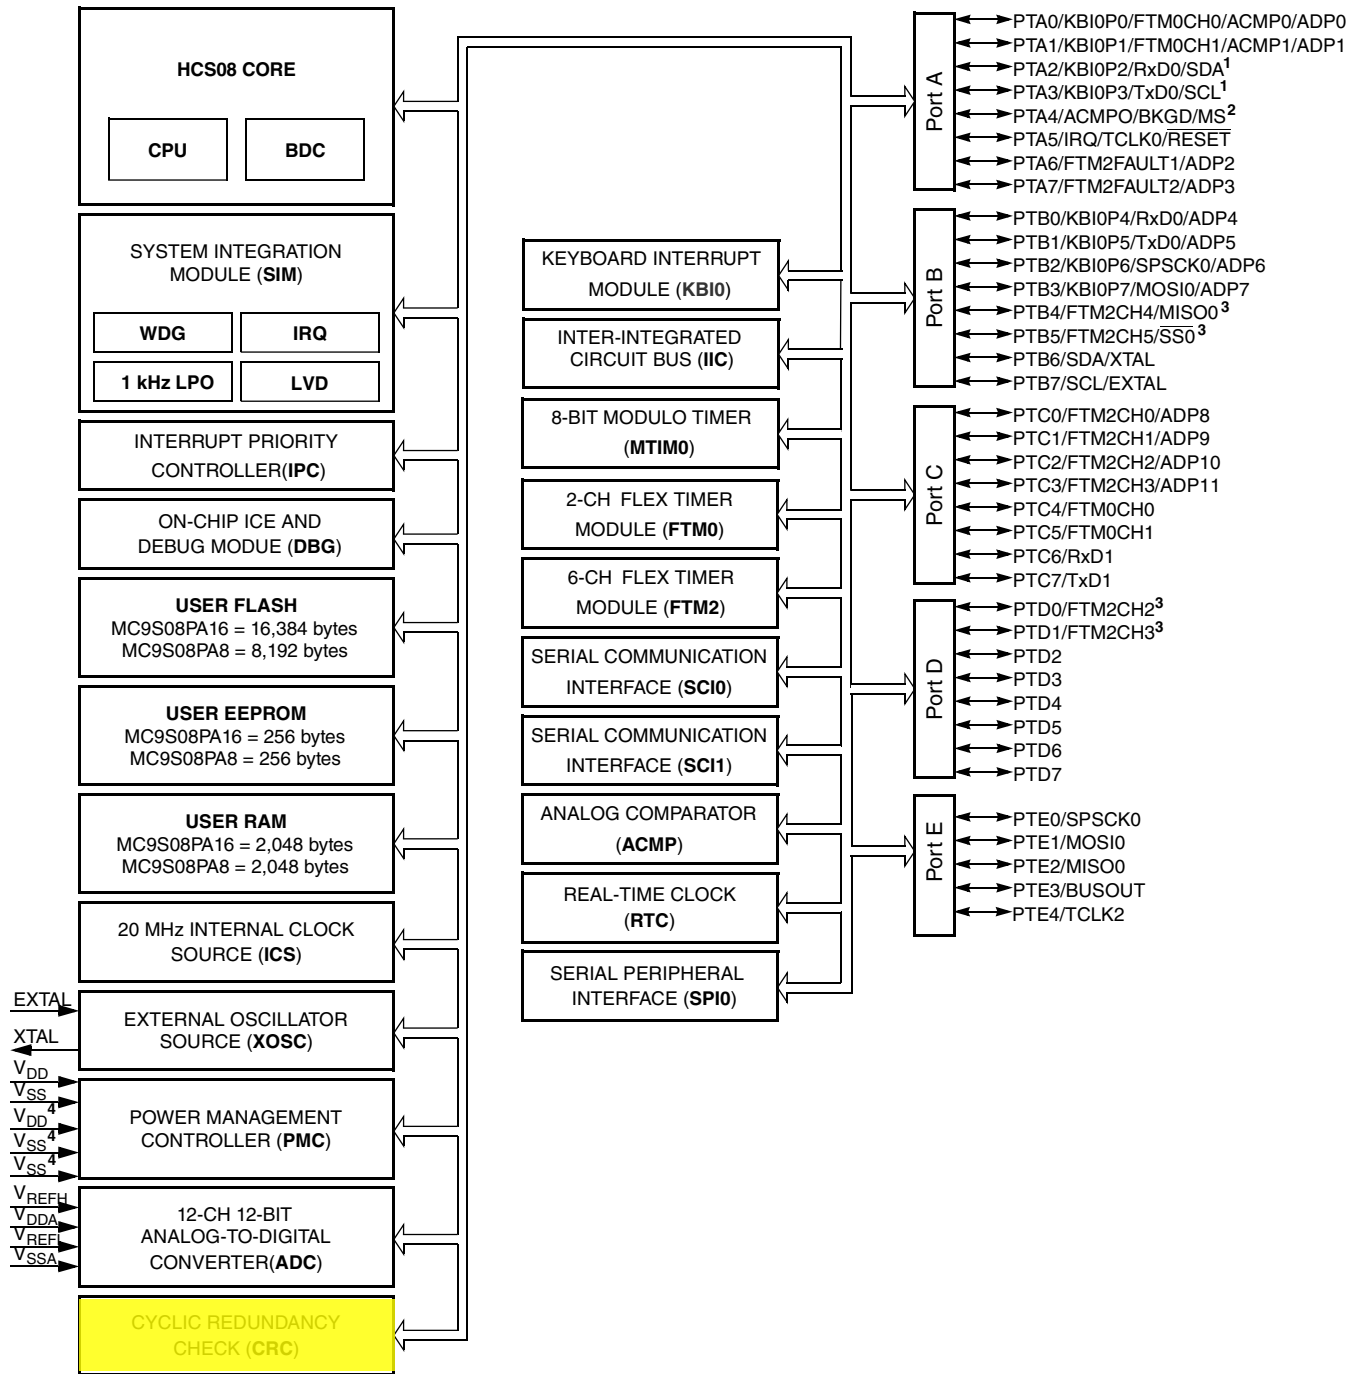 HCS08 CORE
CPU
BDC
SYSTEM INTEGRATION
MODULE (SIM)
WDG
IRQ
1 kHz LPO
LVD
INTERRUPT PRIORITY
CONTROLLER(IPC)
ON-CHIP ICE AND
DEBUG MODUE (DBG)
USER FLASH
MC9S08PA16 = 16,384 bytes
MC9S08PA8 = 8,192 bytes
USER EEPROM
MC9S08PA16 = 256 bytes
MC9S08PA8 = 256 bytes
USER RAM
MC9S08PA16 = 2,048 bytes
MC9S08PA8 = 2,048 bytes
20 MHz INTERNAL CLOCK
SOURCE (ICS)
EXTAL
XTAL
EXTERNAL OSCILLATOR
SOURCE (XOSC)
VDD
VSS
VDD4
VSS4
VSS4
POWER MANAGEMENT
CONTROLLER (PMC)
VREFH
VDDA
VREFL
VSSA
12-CH 12-BIT
ANALOG-TO-DIGITAL
CONVERTER(ADC)
CYCLIC REDUNDANCY
CHECK (CRC)
KEYBOARD INTERRUPT
MODULE (KBI0)
INTER-INTEGRATED
CIRCUIT BUS (IIC)
8-BIT MODULO TIMER
(MTIM0)
2-CH FLEX TIMER
MODULE (FTM0)
6-CH FLEX TIMER
MODULE (FTM2)
SERIAL COMMUNICATION
INTERFACE (SCI0)
SERIAL COMMUNICATION
INTERFACE (SCI1)
ANALOG COMPARATOR
(ACMP)
REAL-TIME CLOCK
(RTC)
SERIAL PERIPHERAL
INTERFACE (SPI0)
Port A
PTA0/KBI0P0/FTM0CH0/ACMP0/ADP0
PTA1/KBI0P1/FTM0CH1/ACMP1/ADP1
PTA2/KBI0P2/RxD0/SDA1
PTA3/KBI0P3/TxD0/SCL1
PTA4/ACMPO/BKGD/MS2
PTA5/IRQ/TCLK0/RESET
PTA6/FTM2FAULT1/ADP2
PTA7/FTM2FAULT2/ADP3
Port B
PTB0/KBI0P4/RxD0/ADP4
PTB1/KBI0P5/TxD0/ADP5
PTB2/KBI0P6/SPSCK0/ADP6
PTB3/KBI0P7/MOSI0/ADP7
PTB4/FTM2CH4/MISO0 3
PTB5/FTM2CH5/SS0 3
PTB6/SDA/XTAL
PTB7/SCL/EXTAL
Port C
PTC0/FTM2CH0/ADP8
PTC1/FTM2CH1/ADP9
PTC2/FTM2CH2/ADP10
PTC3/FTM2CH3/ADP11
PTC4/FTM0CH0
PTC5/FTM0CH1
PTC6/RxD1
PTC7/TxD1
Port D
PTD0/FTM2CH23
PTD1/FTM2CH33
PTD2
PTD3
PTD4
PTD5
PTD6
PTD7
Port E
PTE0/SPSCK0
PTE1/MOSI0
PTE2/MISO0
PTE3/BUSOUT
PTE4/TCLK2